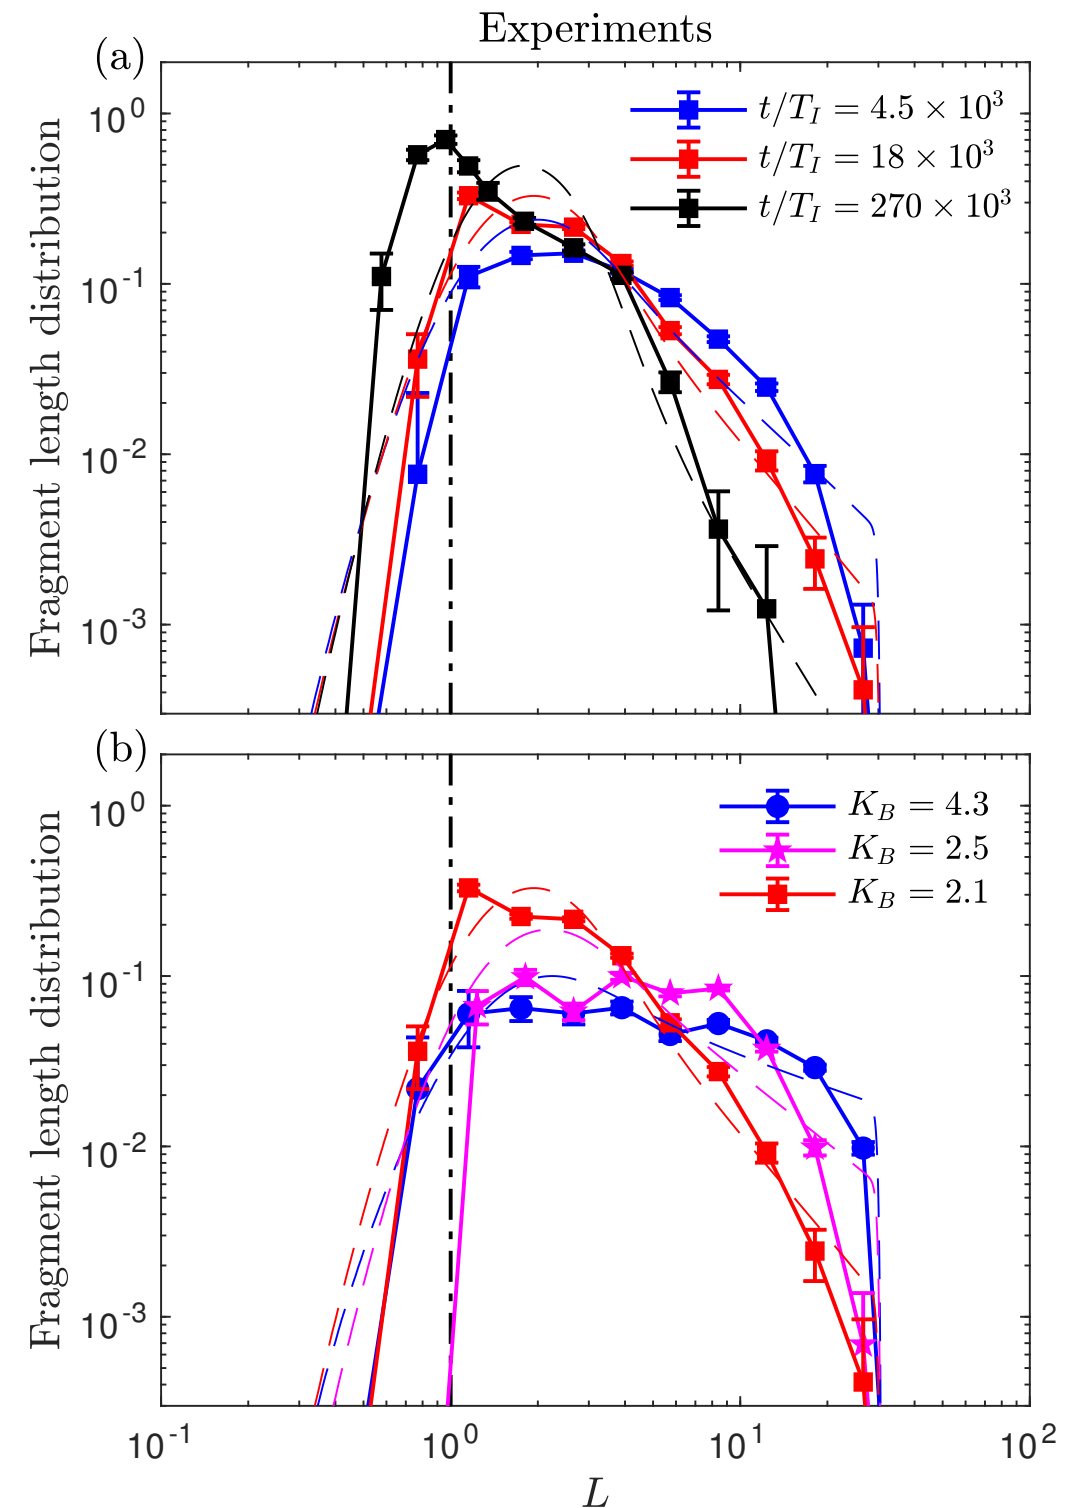 Experiments
(a)
Fragment length distribution
10^0
10^-1
10^-2
10^-3
t/T_I = 4.5 × 10^3
t/T_I = 18 × 10^3
t/T_I = 270 × 10^3
(b)
Fragment length distribution
10^0
10^-1
10^-2
10^-3
K_B = 4.3
K_B = 2.5
K_B = 2.1
10^-1 10^0 10^1 10^2
L